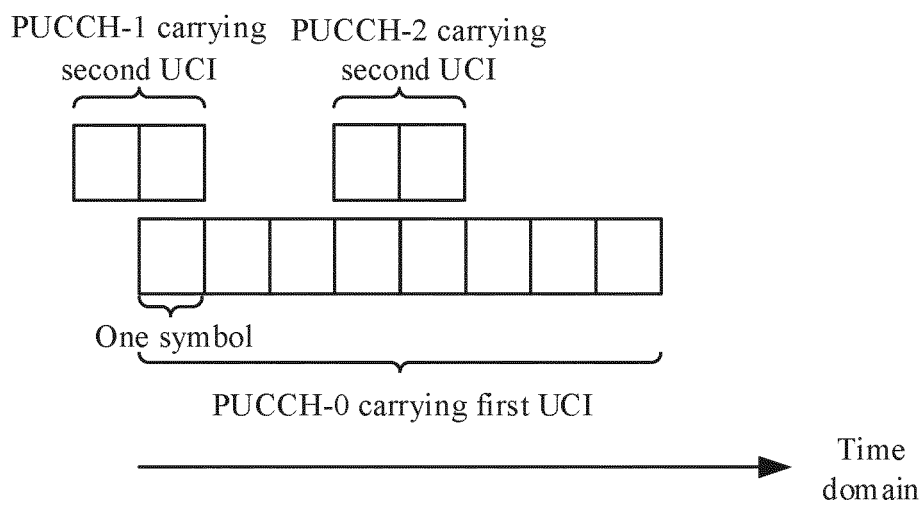 PUCCH-1 carrying
second UCI
PUCCH-2 carrying
second UCI
One symbol
PUCCH-0 carrying first UCI
Time
domain